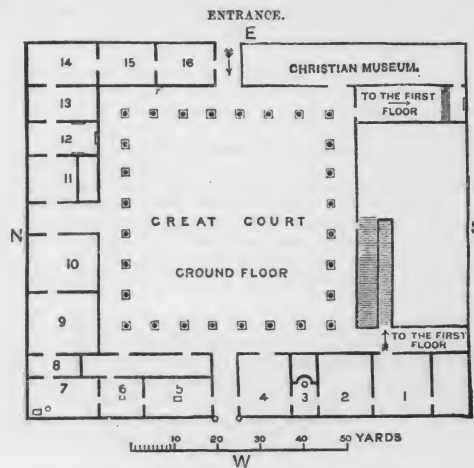 ENTRANCE.
E
14 15 16
CHRISTIAN MUSEUM.
13
TO THE FIRST
FLOOR
12
11
GREAT COURT
N
S
10
GROUND FLOOR
9
TO THE FIRST
FLOOR
8
7 6 5 4 3 2 1
10 20 30 40 50 YARDS
W